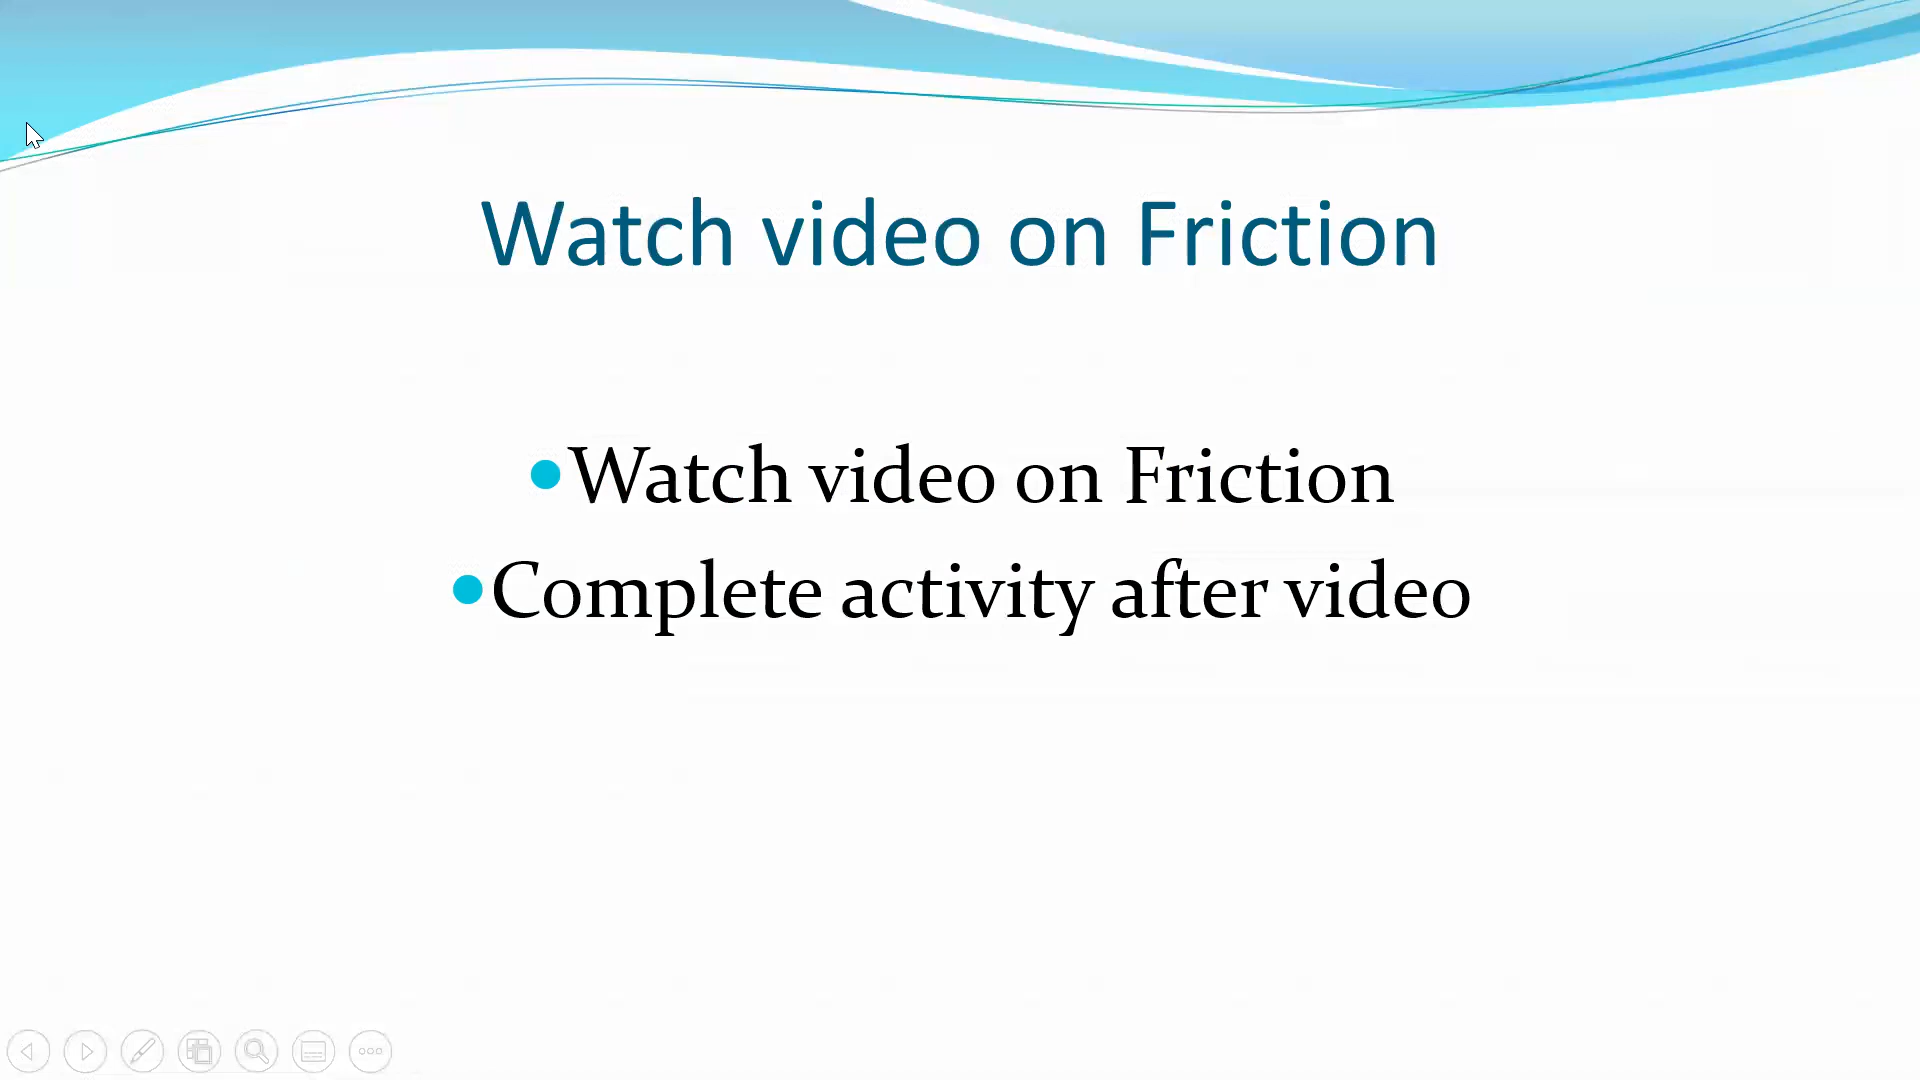 Watch video on Friction
•Watch video on Friction
•Complete activity after video